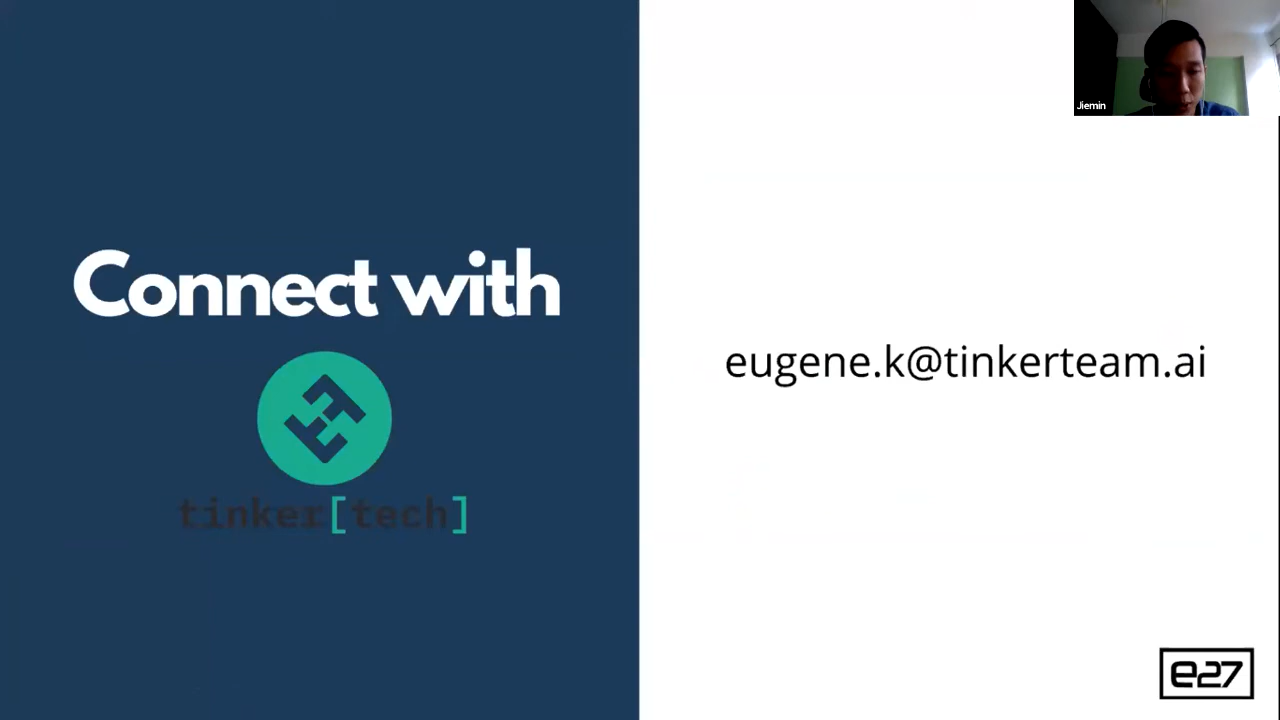 Jiemin
Connect with
tinker[tech]
eugene.k@tinkerteam.ai
e27